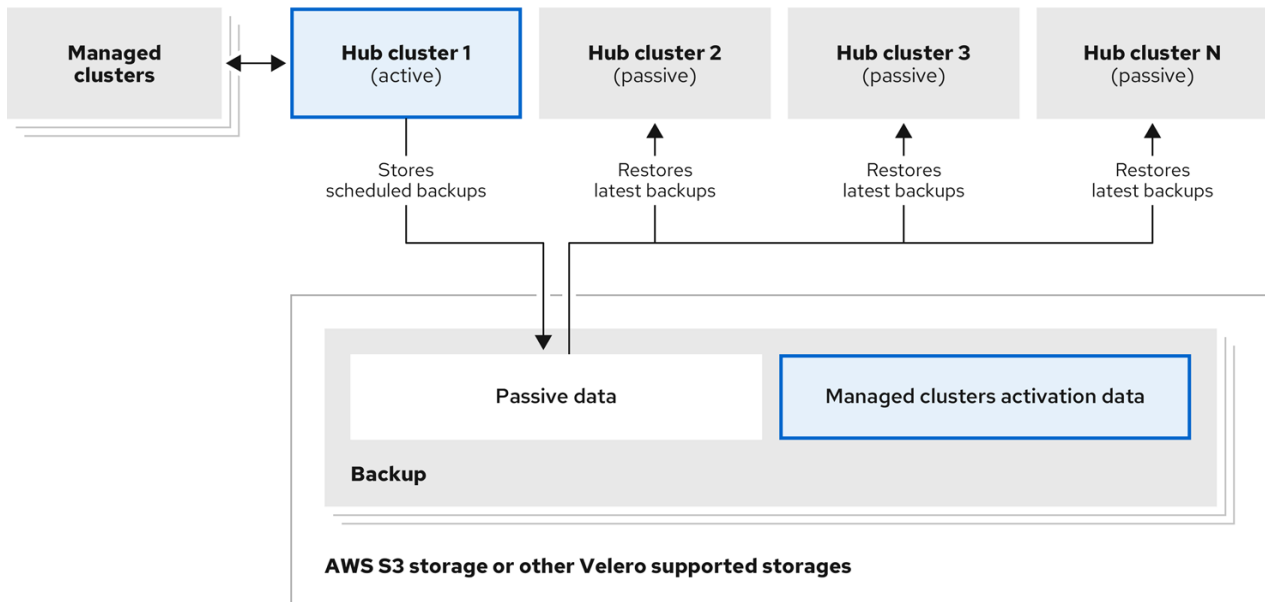 Managed
clusters
Hub cluster 1
(active)
Hub cluster 2
(passive)
Hub cluster 3
(passive)
Hub cluster N
(passive)
Stores
scheduled backups
Restores
latest backups
Restores
latest backups
Restores
latest backups
Passive data
Managed clusters activation data
Backup
AWS S3 storage or other Velero supported storages